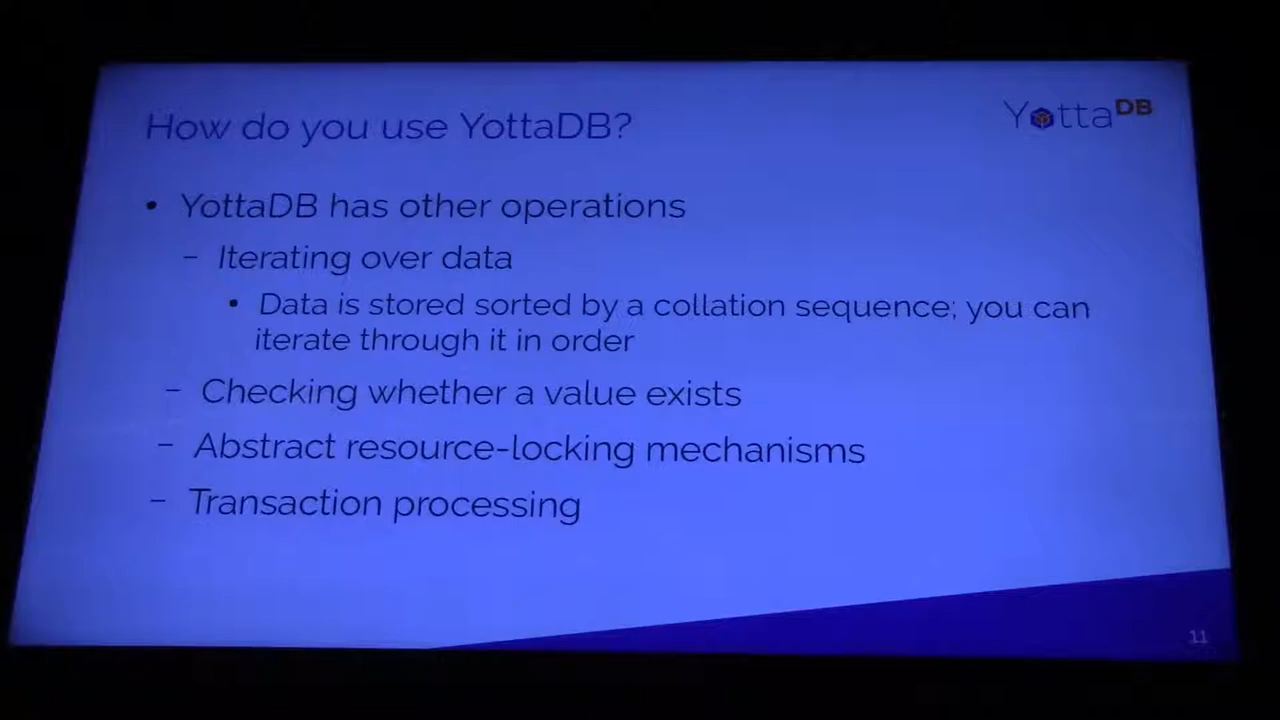 How do you use YottaDB?
YottaDB
• YottaDB has other operations
– Iterating over data
• Data is stored sorted by a collation sequence; you can
iterate through it in order
– Checking whether a value exists
– Abstract resource-locking mechanisms
– Transaction processing
11